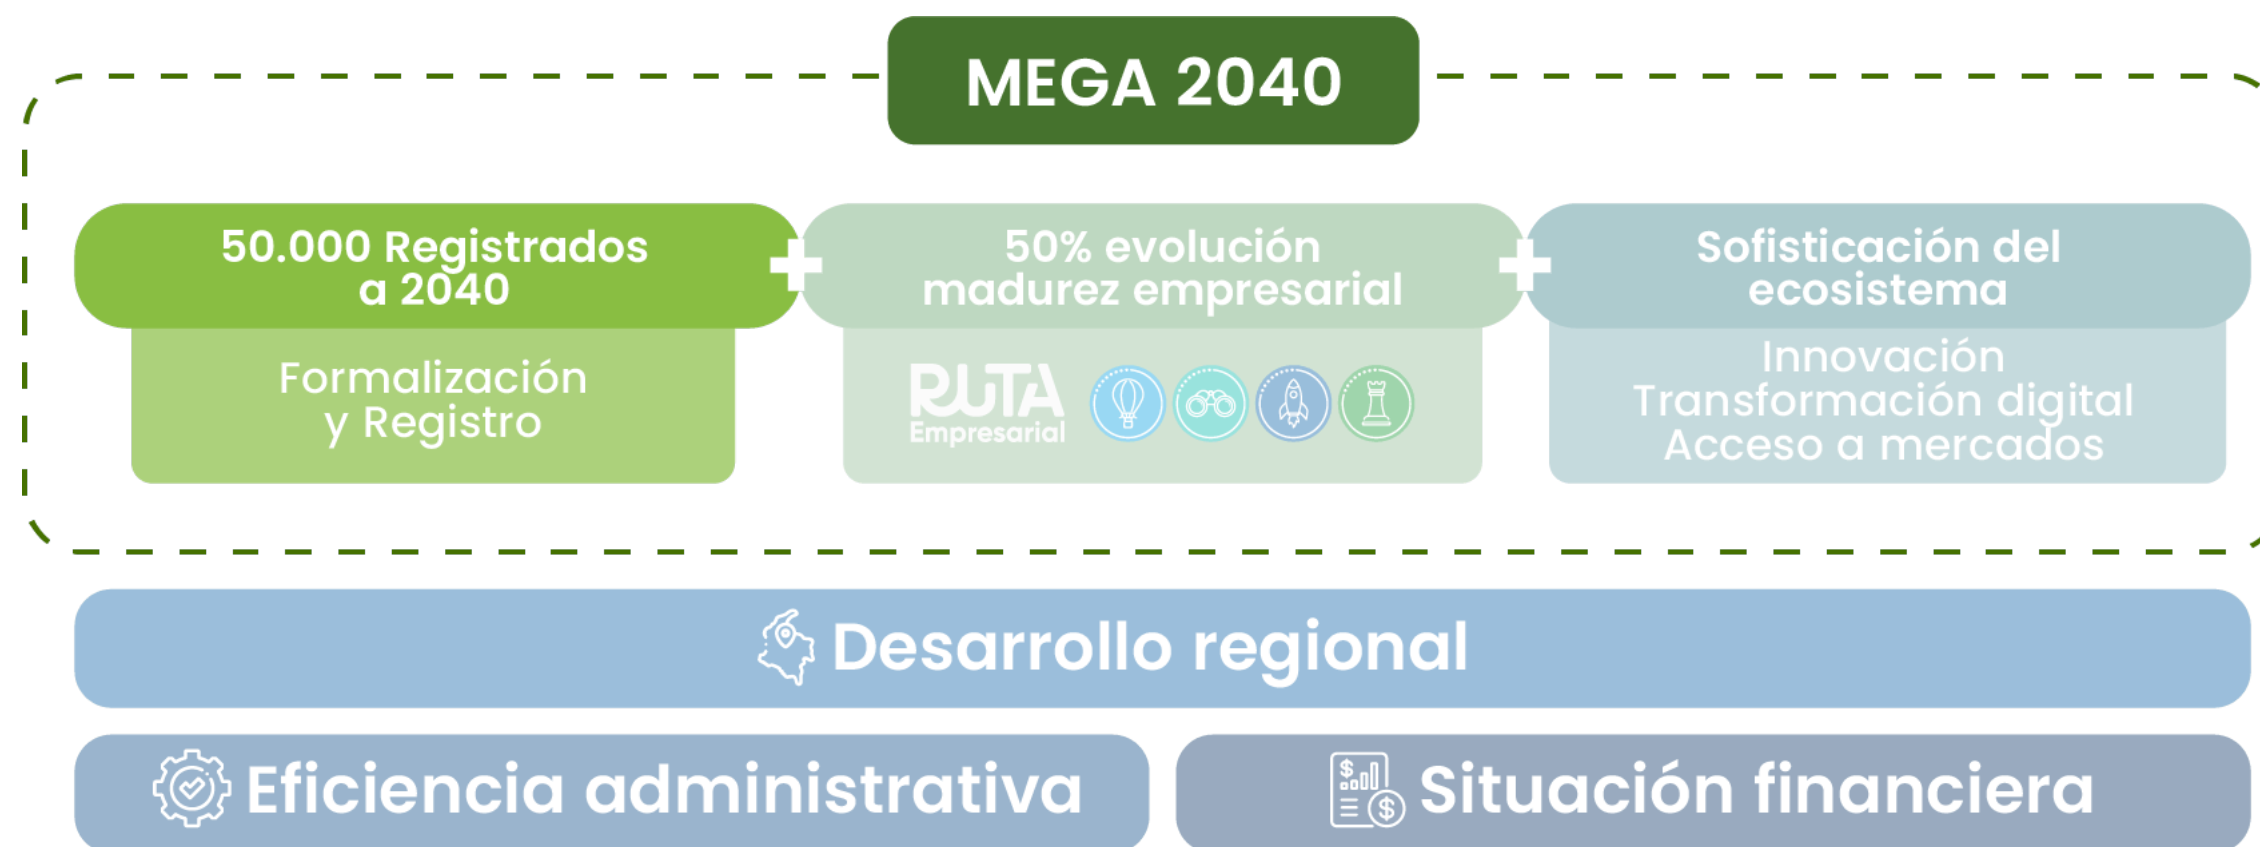 MEGA 2040
50.000 Registrados
a 2040
Formalización
y Registro
50% evolución
madurez empresarial
RUTA
Empresarial
Sofisticación del
ecosistema
Innovación
Transformación digital
Acceso a mercados
Desarrollo regional
Eficiencia administrativa
Situación financiera